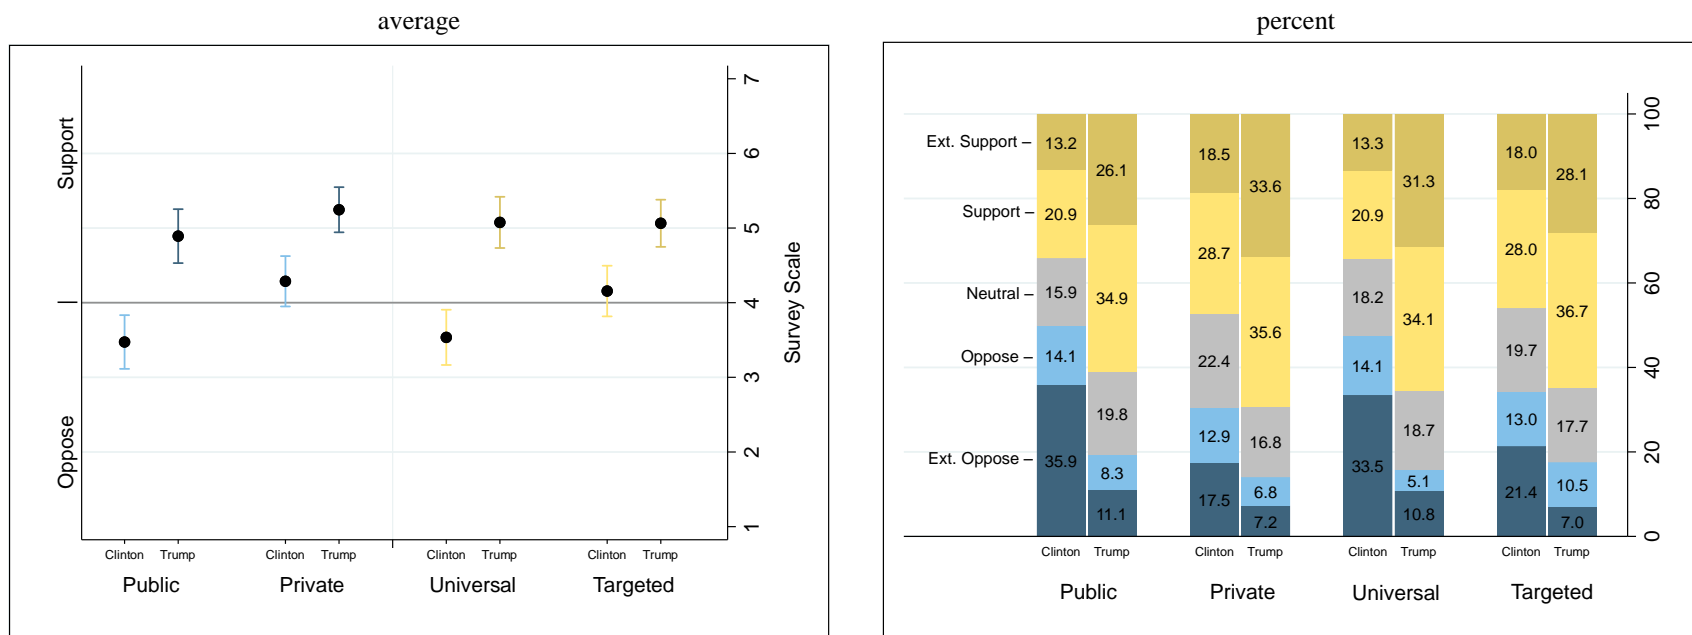 average
percent
Support
Oppose
7
6
5
4
3
2
1
Survey Scale
Clinton Trump Clinton Trump Clinton Trump Clinton Trump
Public Private Universal Targeted
Ext. Support
Support
Neutral
Oppose
Ext. Oppose
13.2 26.1 18.5 33.6 13.3 31.3 18.0 28.1
20.9 34.9 28.7 35.6 20.9 34.1 28.0 36.7
15.9 19.8 22.4 16.8 18.2 18.7 19.7 17.7
14.1 8.3 12.9 6.8 14.1 5.1 13.0 10.5
35.9 11.1 17.5 7.2 33.5 10.8 21.4 7.0
100
80
60
40
20
0
Clinton Trump Clinton Trump Clinton Trump Clinton Trump
Public Private Universal Targeted